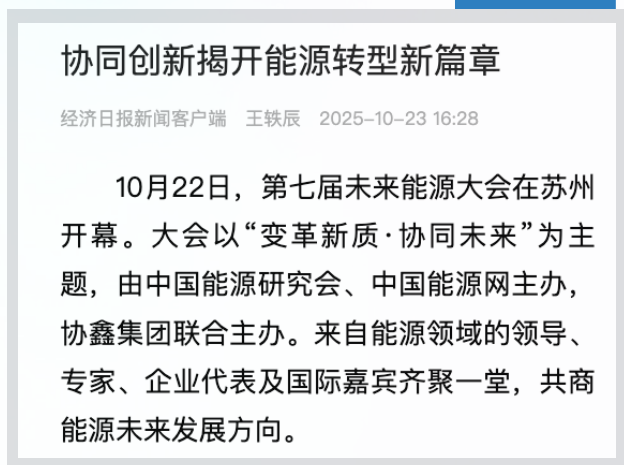 协同创新揭开能源转型新篇章
经济日报新闻客户端 王轶辰 2025-10-23 16:28
10月22日，第七届未来能源大会在苏州
开幕。大会以“变革新质·协同未来”为主
题，由中国能源研究会、中国能源网主办，
协鑫集团联合主办。来自能源领域的领导、
专家、企业代表及国际嘉宾齐聚一堂，共商
能源未来发展方向。